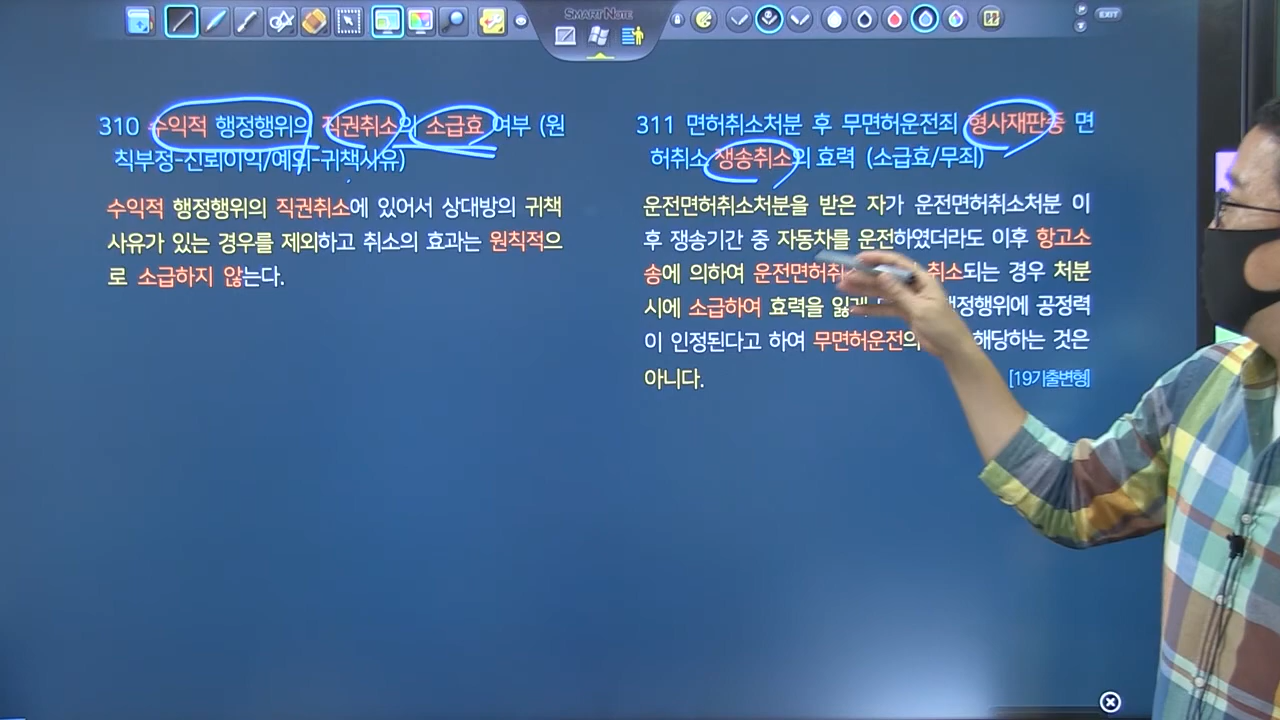 SMART NOTE
EXIT
310 수익적 행정행위의 직권취소의 소급효 여부 (원
칙부정-신뢰이익/예외-귀책사유)
수익적 행정행위의 직권취소에 있어서 상대방의 귀책
사유가 있는 경우를 제외하고 취소의 효과는 원칙적으
로 소급하지 않는다.
311 면허취소처분 후 무면허운전죄 형사재판중 면
허취소 쟁송취소의 효력 (소급효/무죄)
운전면허취소처분을 받은 자가 운전면허취소처분 이
후 쟁송기간 중 자동차를 운전하였더라도 이후 항고소
송에 의하여 운전면허취 취소되는 경우 처분
시에 소급하여 효력을 잃게 행정행위에 공정력
이 인정된다고 하여 무면허운전의 해당하는 것은
아니다.
[19기출변형]